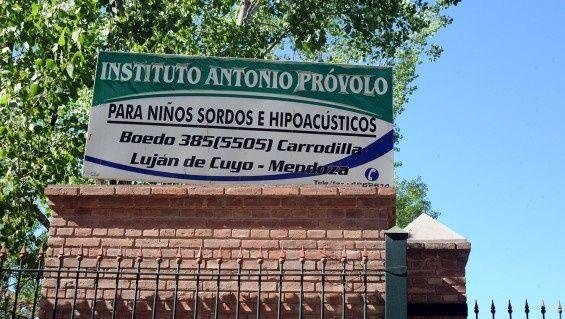 INSTITUTO ANTONIO PRÓVOLO
PARA NIÑOS SORDOS E HIPOACÚSTICOS
Boedo 385(5505) Carrodilla
Luján de Cuyo - Mendoza